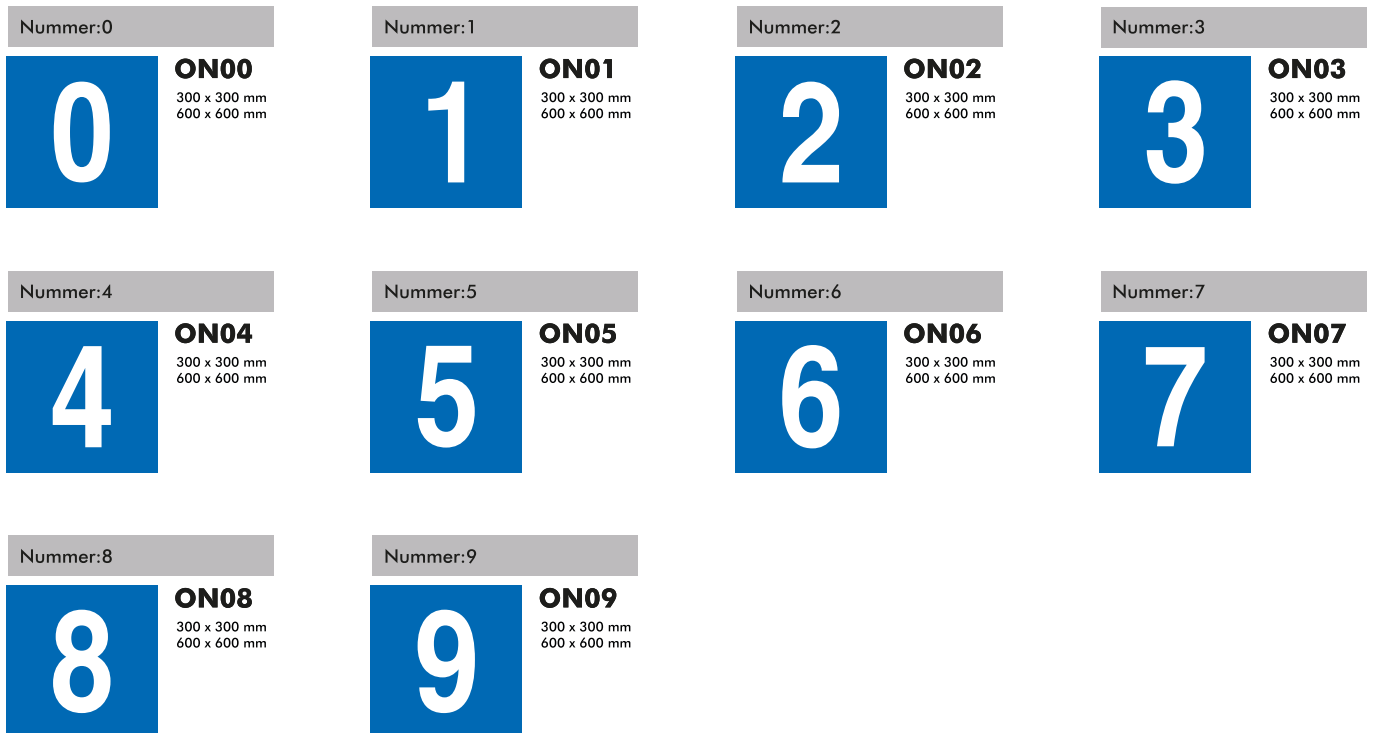 Nummer:0
0
ON00
300 x 300 mm
600 x 600 mm
Nummer:1
1
ON01
300 x 300 mm
600 x 600 mm
Nummer:2
2
ON02
300 x 300 mm
600 x 600 mm
Nummer:3
3
ON03
300 x 300 mm
600 x 600 mm
Nummer:4
4
ON04
300 x 300 mm
600 x 600 mm
Nummer:5
5
ON05
300 x 300 mm
600 x 600 mm
Nummer:6
6
ON06
300 x 300 mm
600 x 600 mm
Nummer:7
7
ON07
300 x 300 mm
600 x 600 mm
Nummer:8
8
ON08
300 x 300 mm
600 x 600 mm
Nummer:9
9
ON09
300 x 300 mm
600 x 600 mm